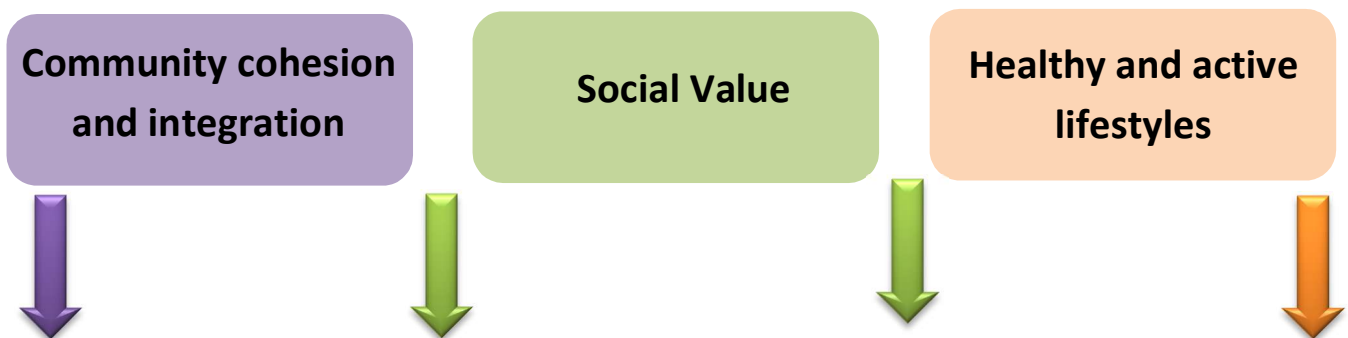 Community cohesion
and integration
Social Value
Healthy and active
lifestyles